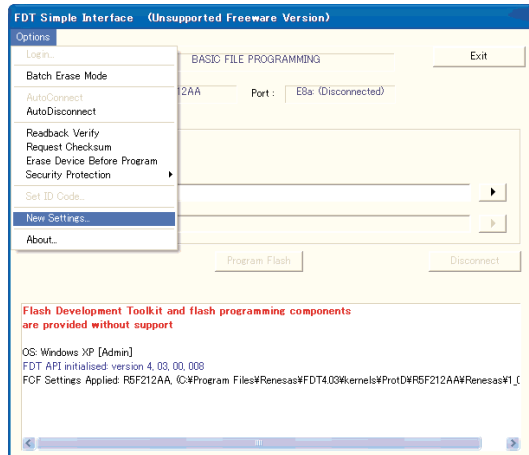 FDT Simple Interface (Unsupported Freeware Version)
Options
Login...
Batch Erase Mode
AutoConnect
AutoDisconnect
Readback Verify
Request Checksum
Erase Device Before Program
Security Protection
Set ID Code...
New Settings...
About...
BASIC FILE PROGRAMMING
Exit
12AA
Port :
E8a: (Disconnected)
Program Flash
Disconnect
Flash Development Toolkit and flash programming components
are provided without support
OS: Windows XP [Admin]
FDT API initialised: version 4, 03, 00, 008
FCF Settings Applied: R5F212AA, (C:¥Program Files¥Renesas¥FDT4.03¥kernels¥ProtD¥R5F212AA¥Renesas¥1_0